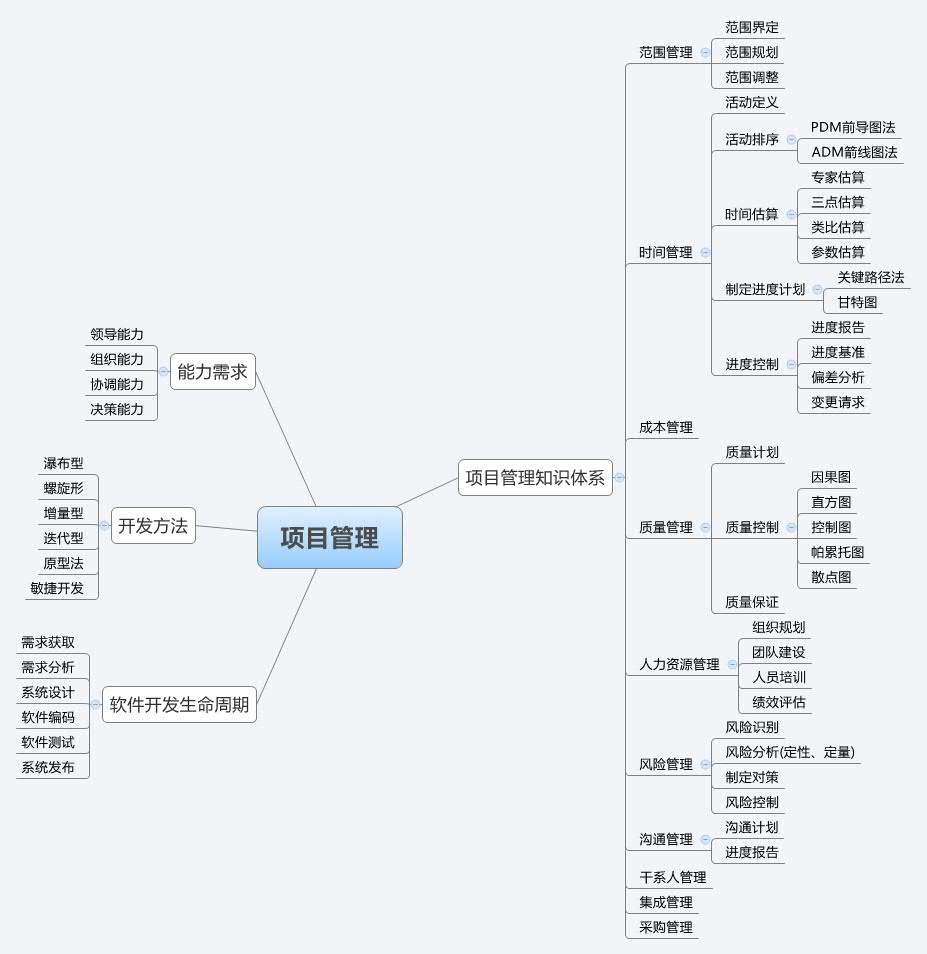 项目管理
能力需求
领导能力
组织能力
协调能力
决策能力
开发方法
瀑布型
螺旋形
增量型
迭代型
原型法
敏捷开发
软件开发生命周期
需求获取
需求分析
系统设计
软件编码
软件测试
系统发布
项目管理知识体系
范围管理
范围界定
范围规划
范围调整
时间管理
活动定义
活动排序
PDM前导图法
ADM箭线图法
时间估算
专家估算
三点估算
类比估算
参数估算
制定进度计划
关键路径法
甘特图
进度控制
进度报告
进度基准
偏差分析
变更请求
成本管理
质量管理
质量计划
质量控制
因果图
直方图
控制图
帕累托图
散点图
质量保证
人力资源管理
组织规划
团队建设
人员培训
绩效评估
风险管理
风险识别
风险分析(定性、定量)
制定对策
风险控制
沟通管理
沟通计划
进度报告
干系人管理
集成管理
采购管理